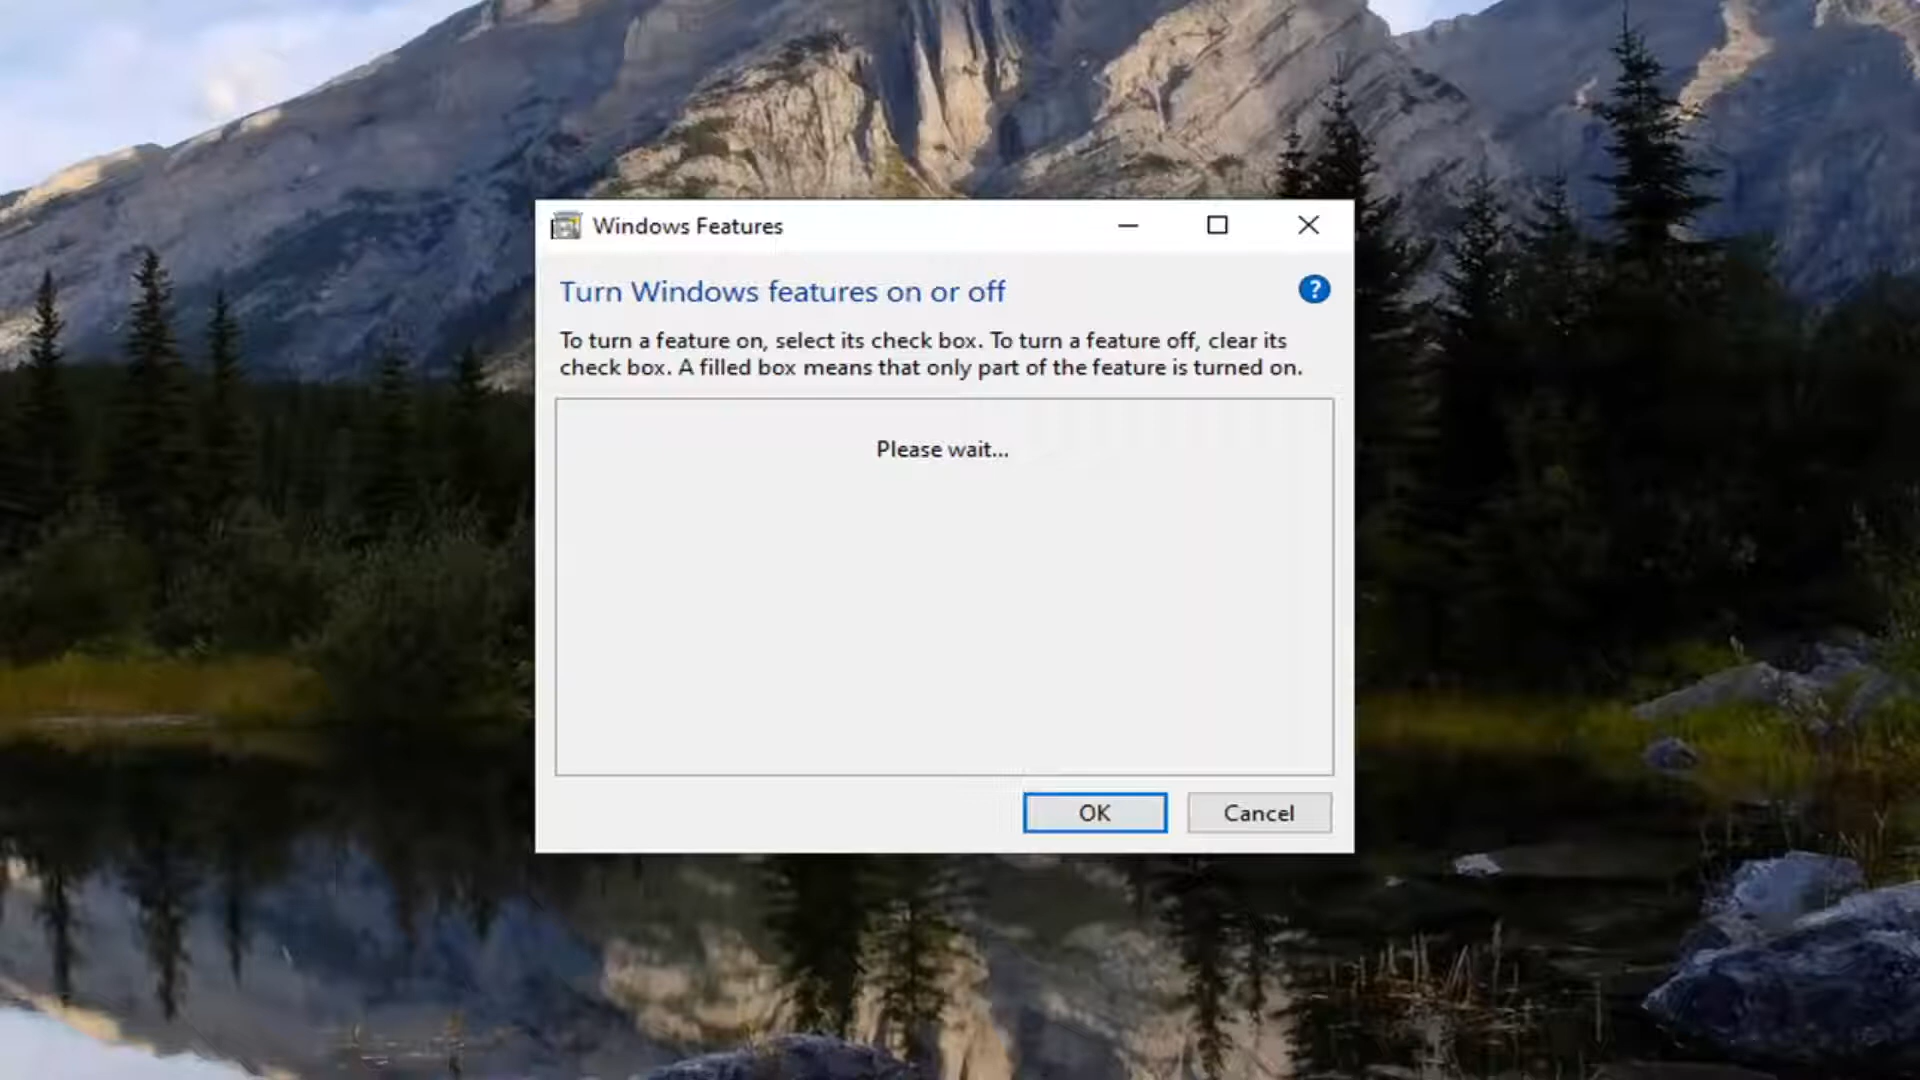 Windows Features
Turn Windows features on or off
?
To turn a feature on, select its check box. To turn a feature off, clear its
check box. A filled box means that only part of the feature is turned on.
Please wait...
OK
Cancel